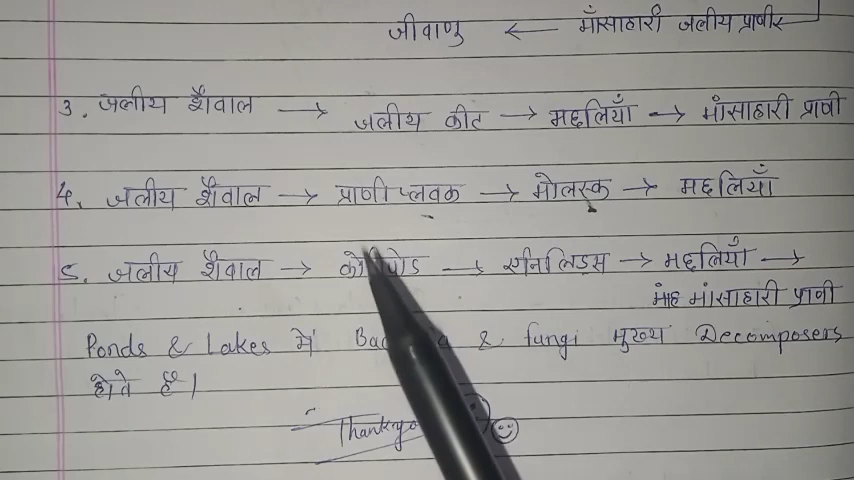 जीवाणु ← माँसाहारी जलीय प्राणी
3. जलीय शैवाल → जलीय कीट → मछलियाँ → मांसाहारी प्राणी
4. जलीय शैवाल → प्राणी प्लवक → मोलस्क → मछलियाँ
5. जलीय शैवाल → → एनिलिड्स → मछलियाँ →
मांसाहारी प्राणी
Ponds & Lakes में & fungi मुख्य Decomposers
होते हैं।